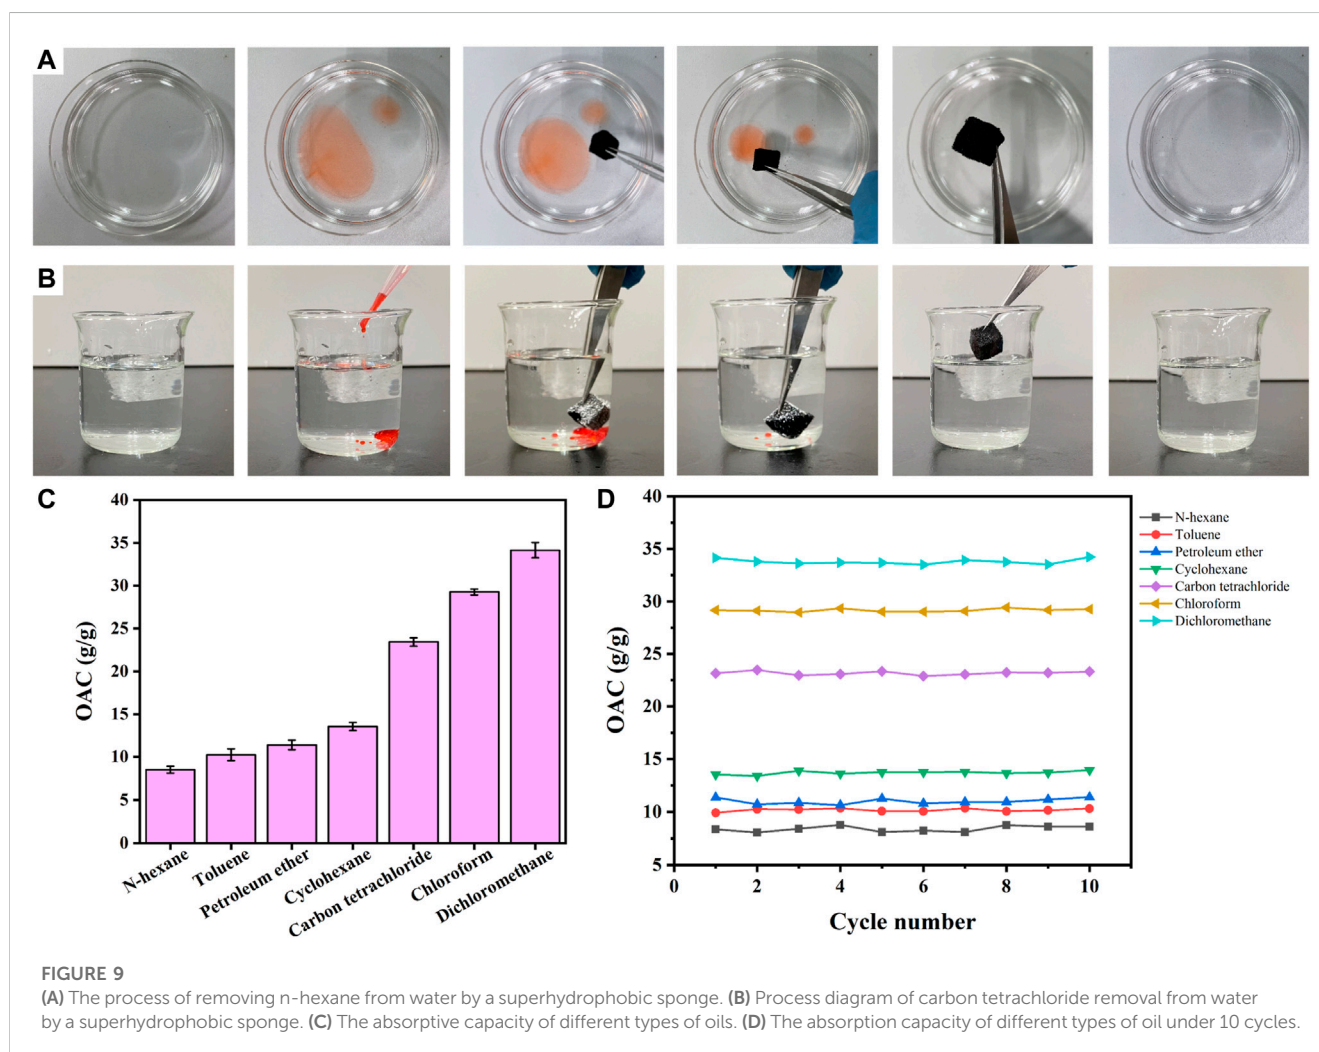 A
B
C
40
35
30
25
20
15
10
5
0
OAC (g/g)
N-hexane
Toluene
Petroleum ether
Cyclohexane
Carbon tetrachloride
Chloroform
Dichloromethane
D
40
35
30
25
20
15
10
5
OAC (g/g)
0 2 4 6 8 10
Cycle number
N-hexane
Toluene
Petroleum ether
Cyclohexane
Carbon tetrachloride
Chloroform
Dichloromethane
FIGURE 9
(A) The process of removing n-hexane from water by a superhydrophobic sponge. (B) Process diagram of carbon tetrachloride removal from water
by a superhydrophobic sponge. (C) The absorptive capacity of different types of oils. (D) The absorption capacity of different types of oil under 10 cycles.